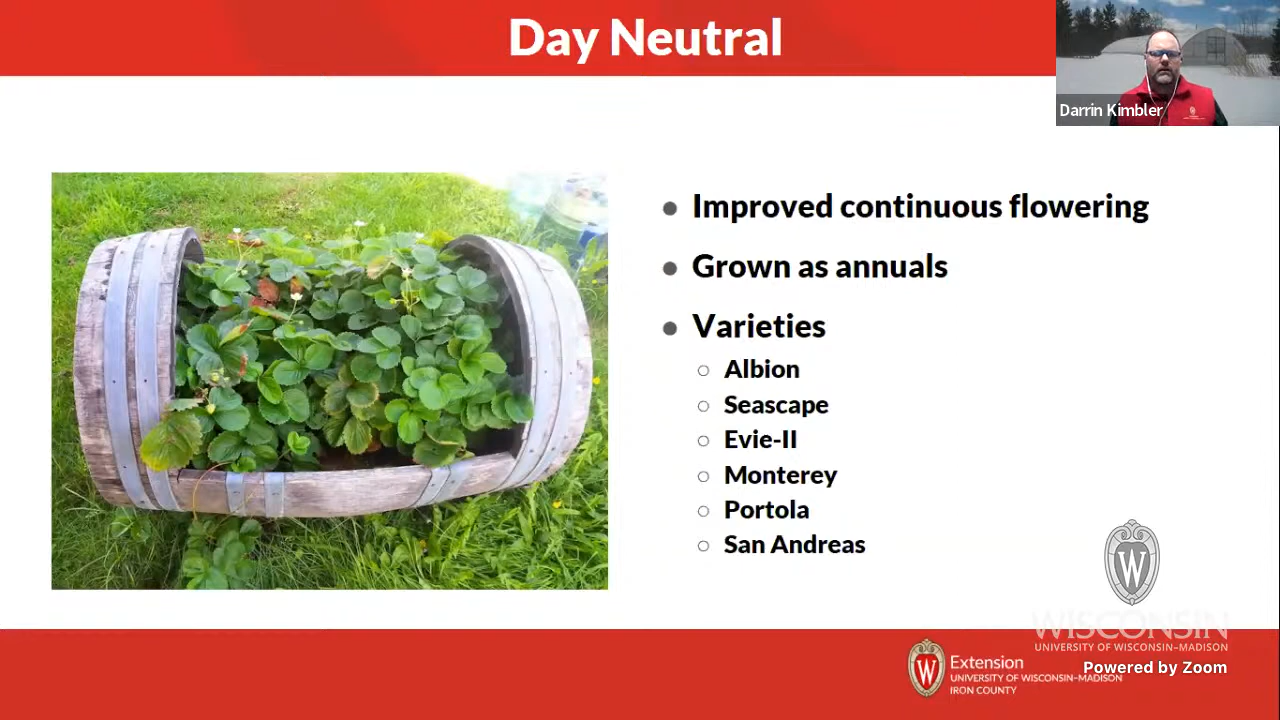 Day Neutral
Darrin Kimbler
Improved continuous flowering
Grown as annuals
Varieties
Albion
Seascape
Evie-II
Monterey
Portola
San Andreas
W
WISCONSIN
UNIVERSITY OF WISCONSIN–MADISON
Powered by Zoom
W
Extension
UNIVERSITY OF WISCONSIN–MADISON
IRON COUNTY